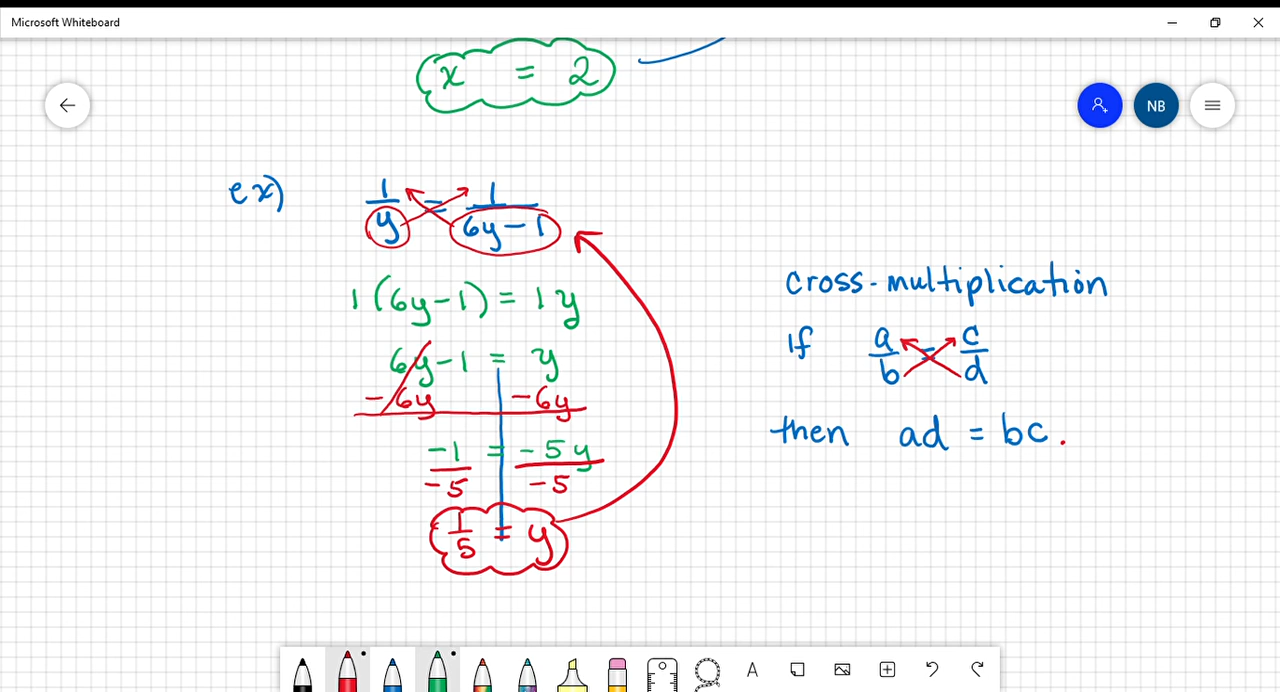 Microsoft Whiteboard
x = 2
NB
ex) 1/y = 1/(6y-1)
1(6y-1) = 1y
6y-1 = y
-6y -6y
-1/-5 = -5y/-5
1/5 = y
cross-multiplication
If a/b = c/d
then ad = bc.
A